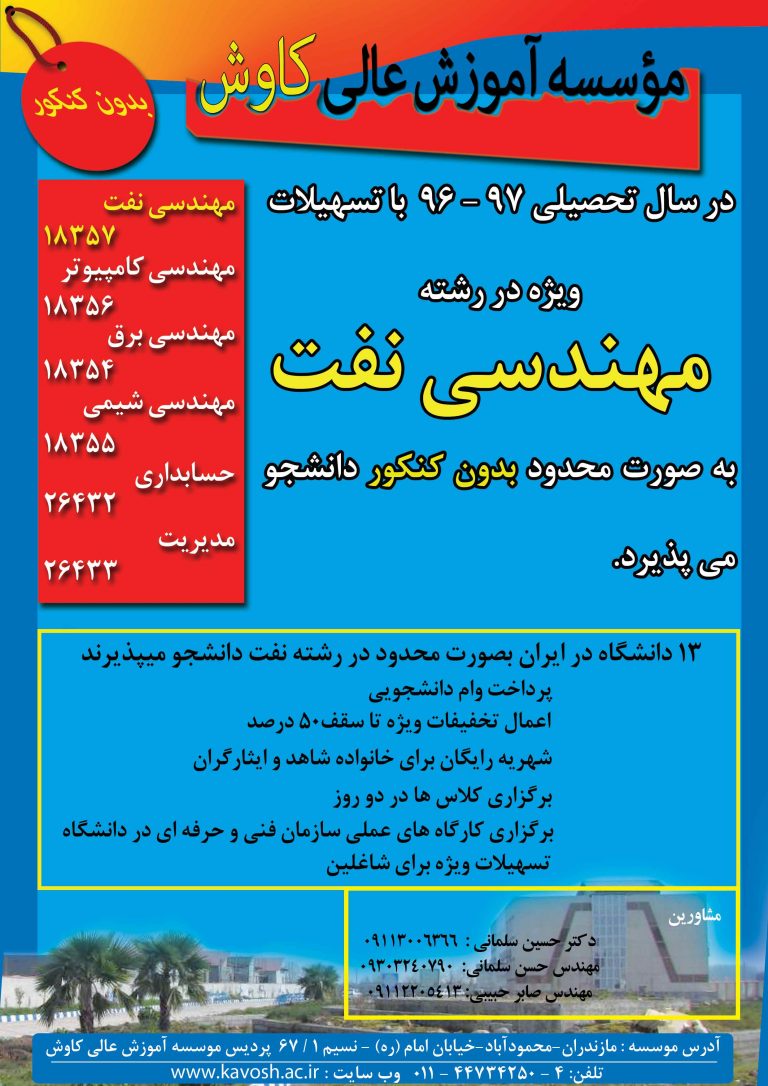 مؤسسه آموزش عالی کاوش
بدون کنکور
در سال تحصیلی ۹۷ - ۹۶ با تسهیلات
ویژه در رشته
مهندسی نفت
به صورت محدود بدون کنکور دانشجو
می پذیرد.
مهندسی نفت
۱۸۳۵۷
مهندسی کامپیوتر
۱۸۳۵۶
مهندسی برق
۱۸۳۵۴
مهندسی شیمی
۱۸۳۵۵
حسابداری
۲۶۴۳۲
مدیریت
۲۶۴۳۳
۱۳ دانشگاه در ایران بصورت محدود در رشته نفت دانشجو میپذیرند
پرداخت وام دانشجویی
اعمال تخفیفات ویژه تا سقف۵۰ درصد
شهریه رایگان برای خانواده شاهد و ایثارگران
برگزاری کلاس ها در دو روز
برگزاری کارگاه های عملی سازمان فنی و حرفه ای در دانشگاه
تسهیلات ویژه برای شاغلین
مشاورین
دکتر حسین سلمانی : ۰۹۱۱۳۰۰۶۳۶۶
مهندس حسن سلمانی: ۰۹۳۰۳۲۴۰۷۹۰
مهندس صابر حبیبی: ۰۹۱۱۲۲۰۵۴۱۳
آدرس موسسه : مازندران-محمودآباد-خیابان امام (ره) - نسیم ۱ / ۶۷ پردیس موسسه آموزش عالی کاوش
تلفن: ۴ - ۴۴۷۳۴۲۵۰ - ۰۱۱ وب سایت : www.kavosh.ac.ir